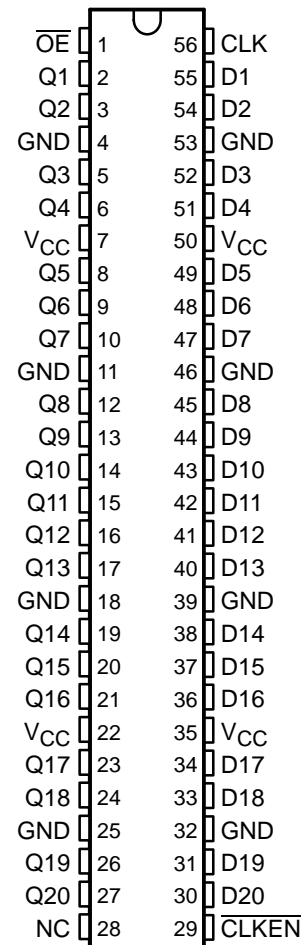 O̅E̅ 1 56 CLK
Q1 2 55 D1
Q2 3 54 D2
GND 4 53 GND
Q3 5 52 D3
Q4 6 51 D4
VCC 7 50 VCC
Q5 8 49 D5
Q6 9 48 D6
Q7 10 47 D7
GND 11 46 GND
Q8 12 45 D8
Q9 13 44 D9
Q10 14 43 D10
Q11 15 42 D11
Q12 16 41 D12
Q13 17 40 D13
GND 18 39 GND
Q14 19 38 D14
Q15 20 37 D15
Q16 21 36 D16
VCC 22 35 VCC
Q17 23 34 D17
Q18 24 33 D18
GND 25 32 GND
Q19 26 31 D19
Q20 27 30 D20
NC 28 29 C̅L̅K̅E̅N̅